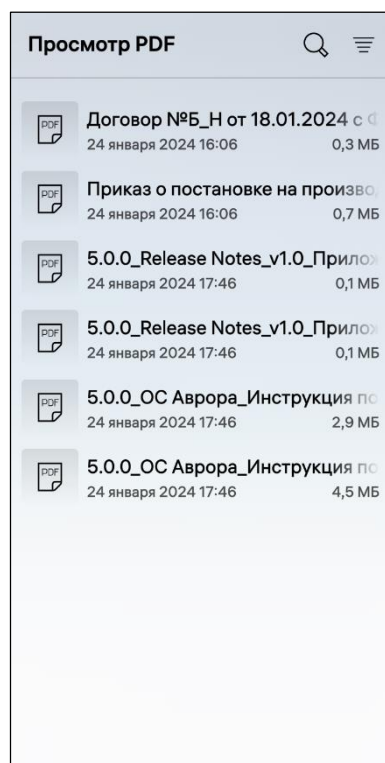 Просмотр PDF
PDF Договор №Б_Н от 18.01.2024 с
24 января 2024 16:06 0,3 МБ
PDF Приказ о постановке на произво
24 января 2024 16:06 0,7 МБ
PDF 5.0.0_Release Notes_v1.0_Прилож
24 января 2024 17:46 0,1 МБ
PDF 5.0.0_Release Notes_v1.0_Прилож
24 января 2024 17:46 0,1 МБ
PDF 5.0.0_ОС Аврора_Инструкция по
24 января 2024 17:46 2,9 МБ
PDF 5.0.0_ОС Аврора_Инструкция по
24 января 2024 17:46 4,5 МБ